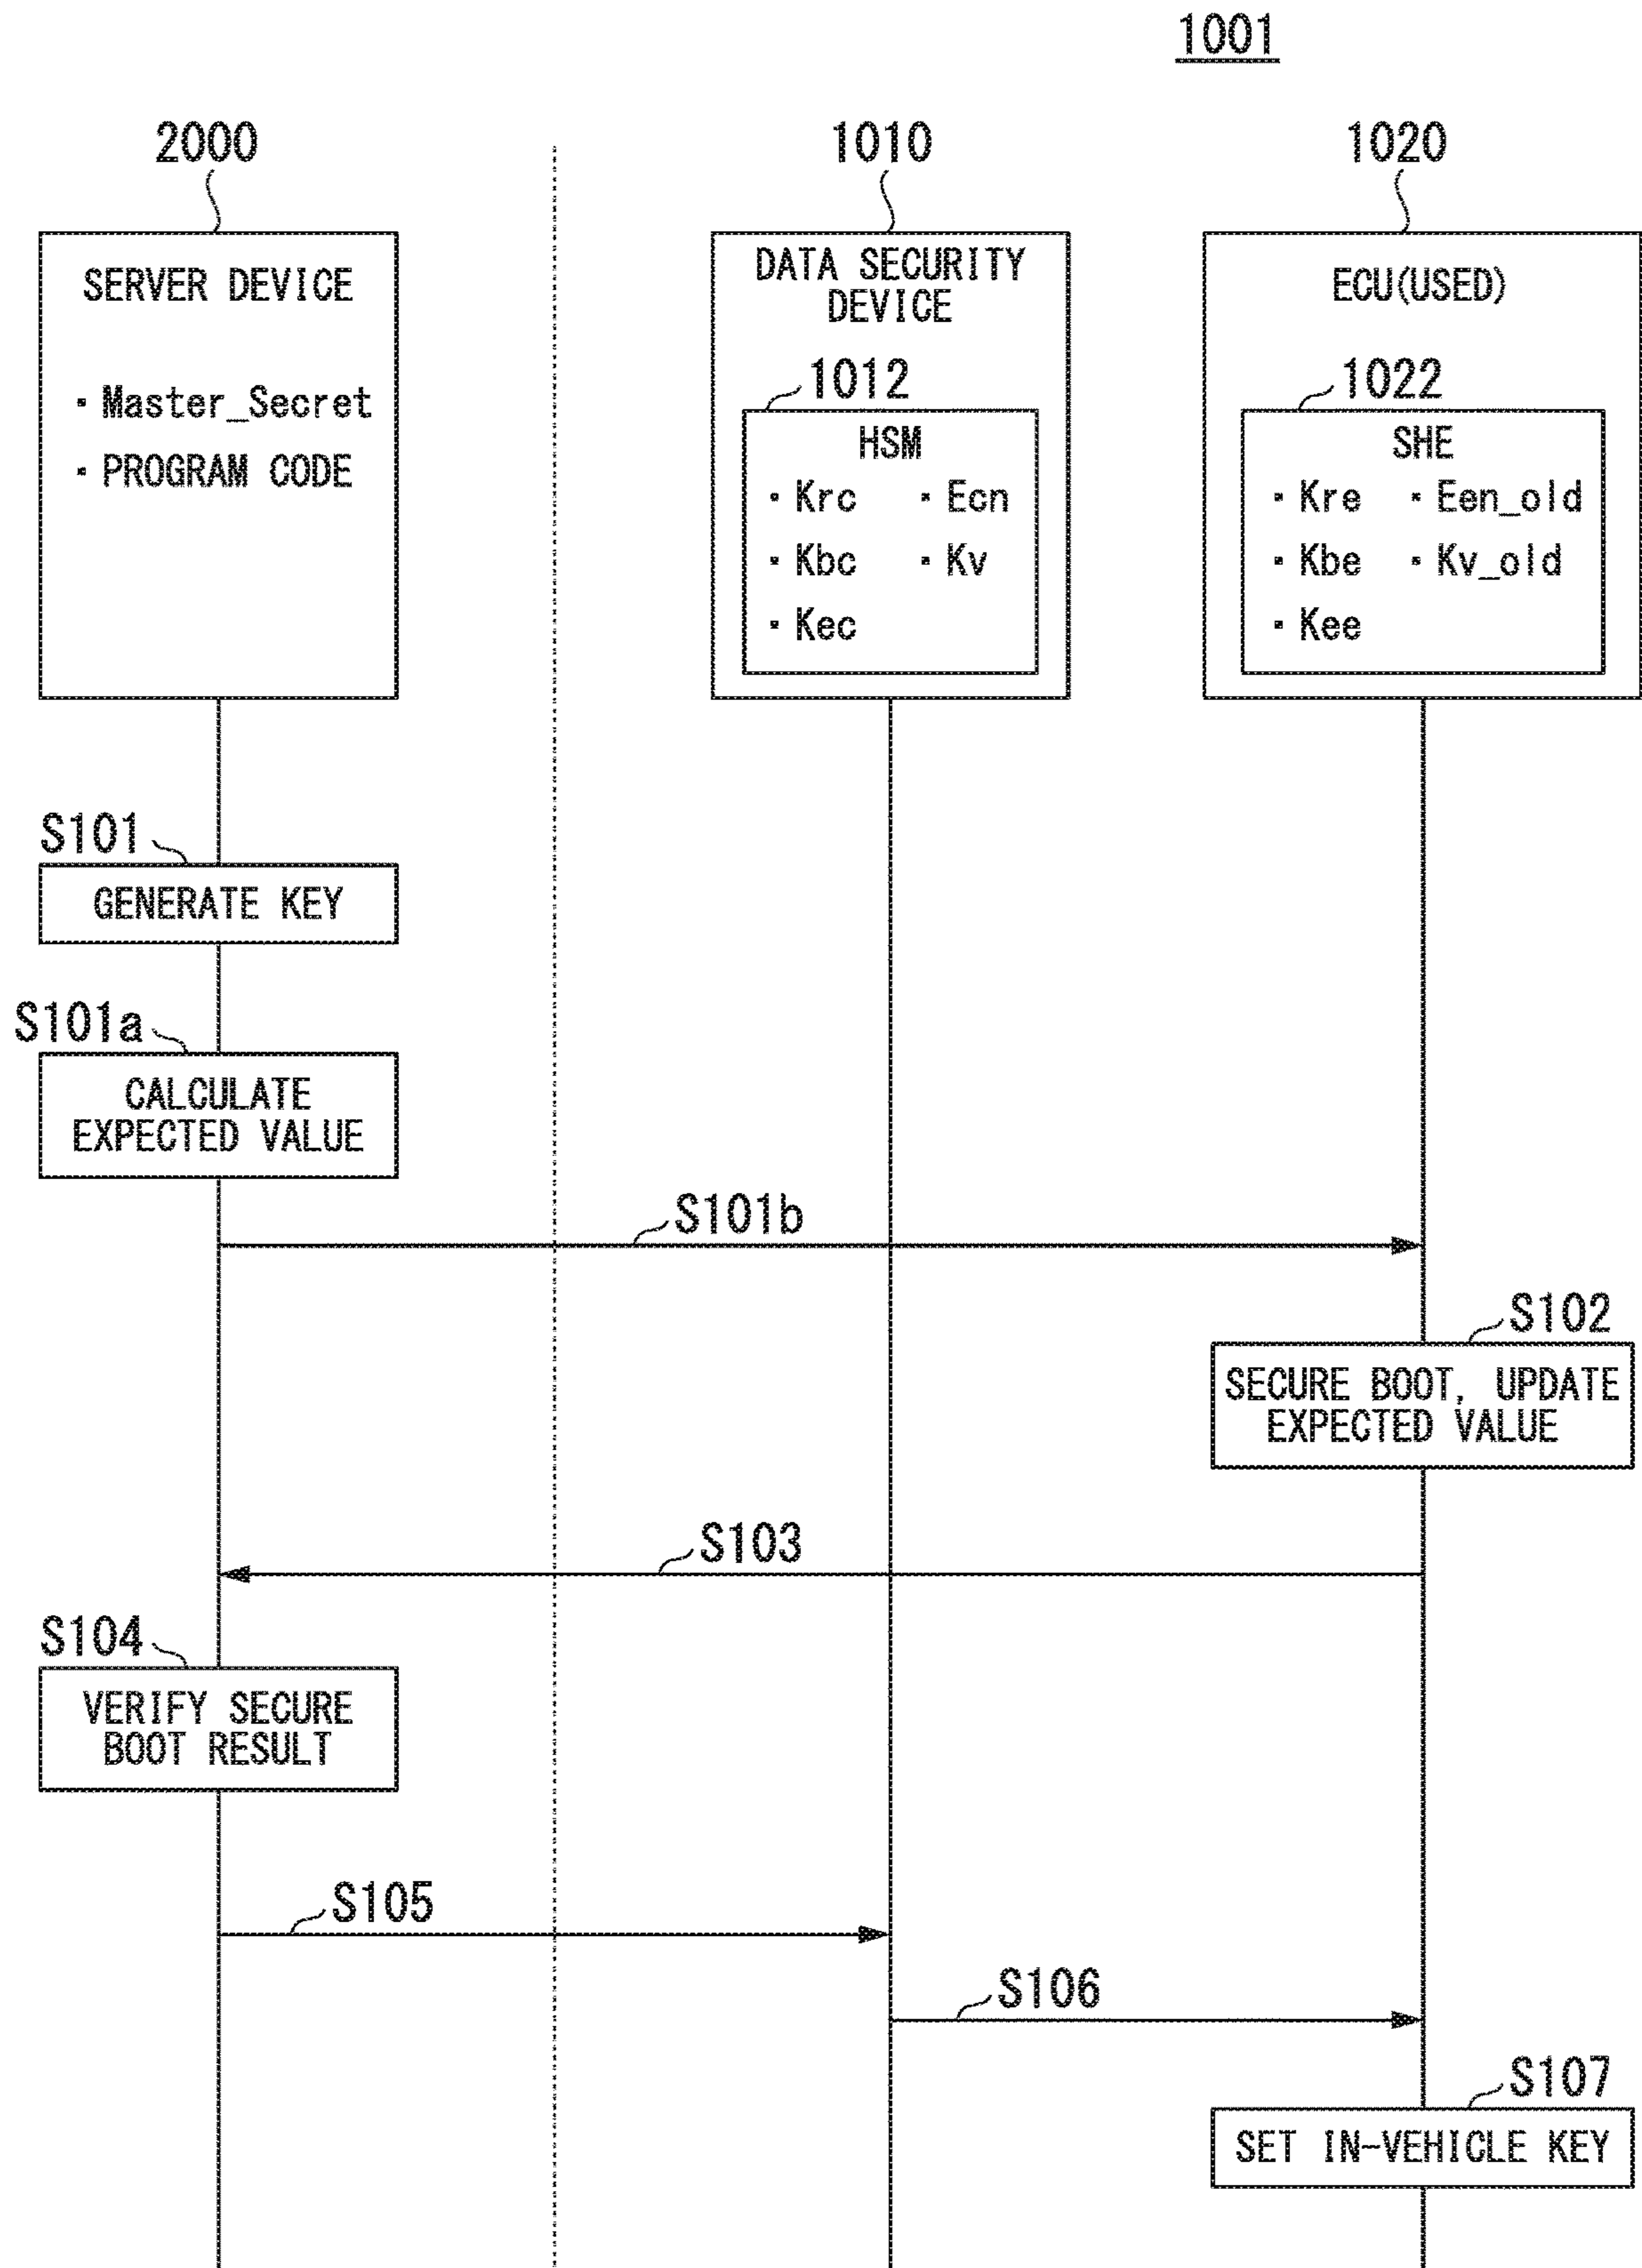 1001
2000
1010
1020
SERVER DEVICE
· Master_Secret
· PROGRAM CODE
DATA SECURITY
DEVICE
1012
HSM
· Krc · Ecn
· Kbc · Kv
· Kec
ECU(USED)
1022
SHE
· Kre · Een_old
· Kbe · Kv_old
· Kee
S101
GENERATE KEY
S101a
CALCULATE
EXPECTED VALUE
S101b
S102
SECURE BOOT, UPDATE
EXPECTED VALUE
S103
S104
VERIFY SECURE
BOOT RESULT
S105
S106
S107
SET IN-VEHICLE KEY